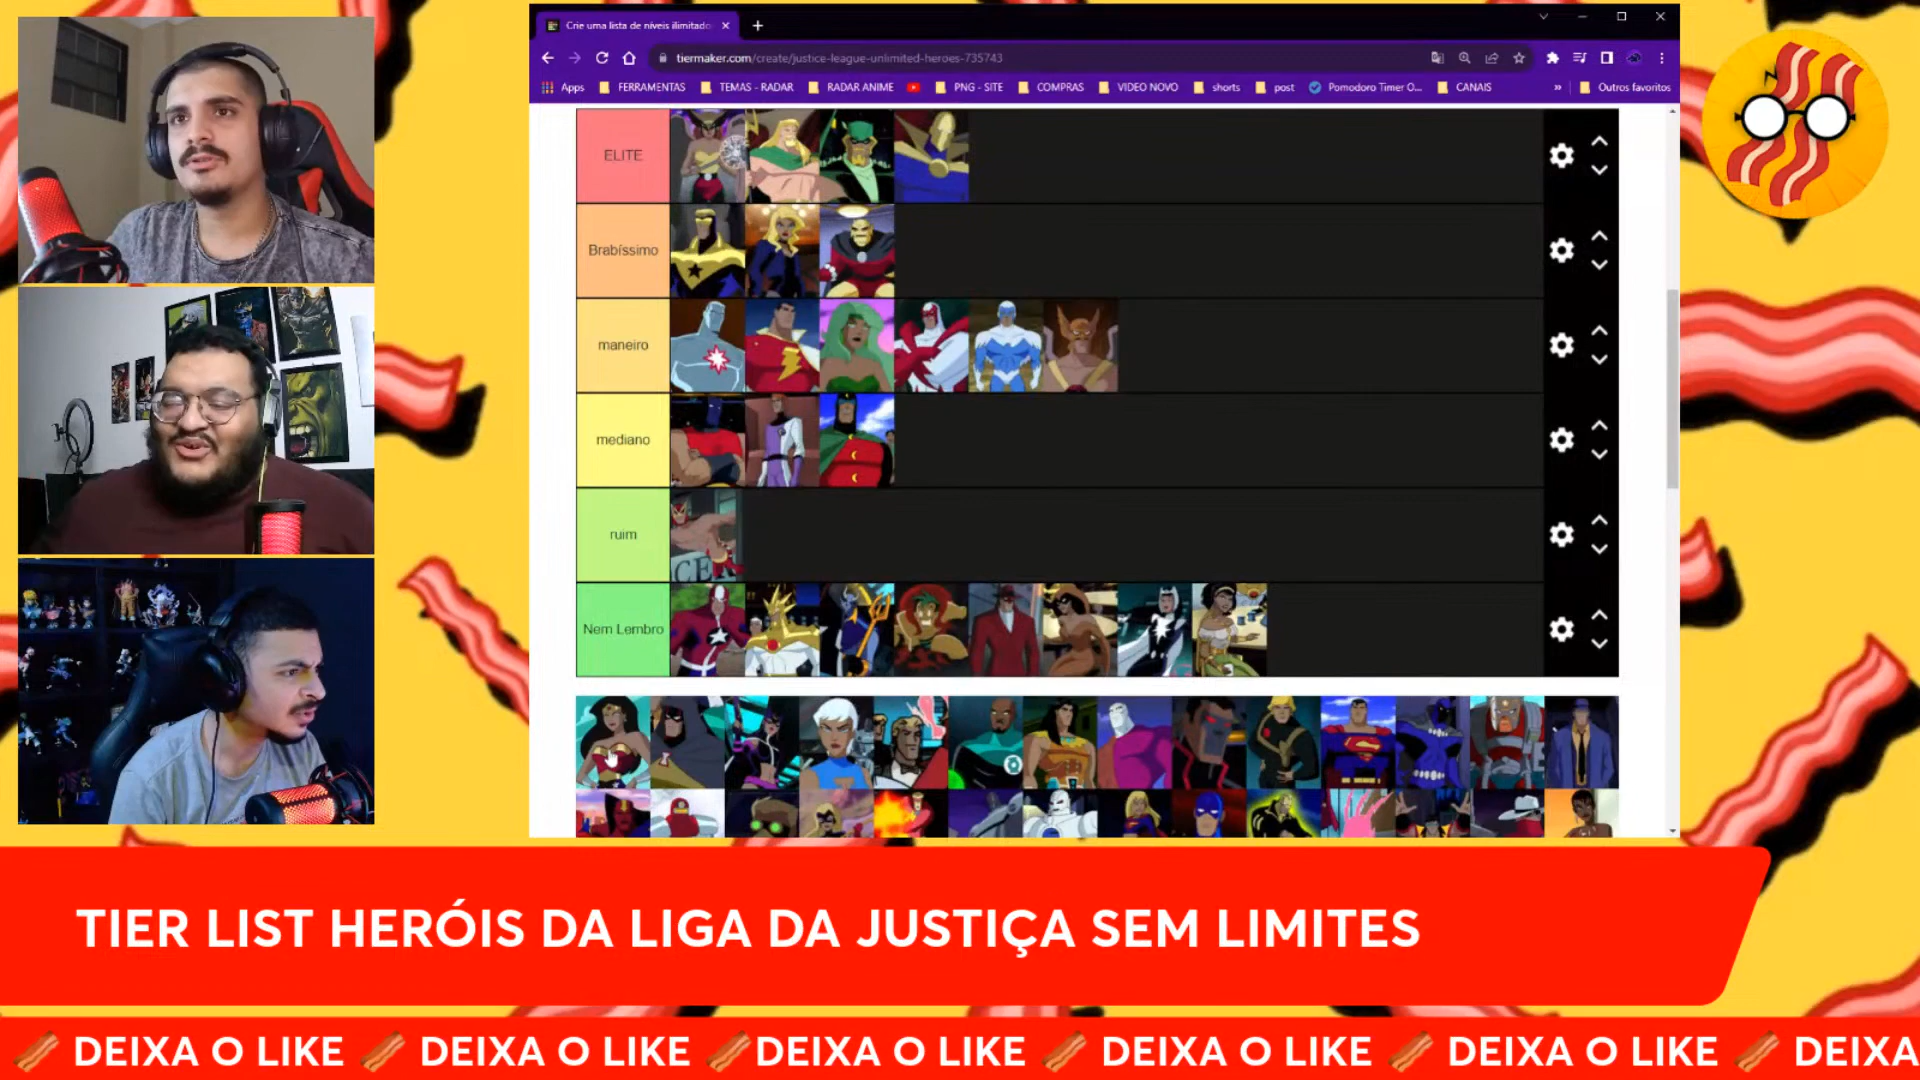 Crie uma lista de níveis ilimitado
tiermaker.com/create/justice-league-unlimited-heroes-735743
Apps FERRAMENTAS TEMAS - RADAR RADAR ANIME PNG - SITE COMPRAS VIDEO NOVO shorts post Pomodoro Timer O... CANAIS » Outros favoritos
ELITE
Brabíssimo
maneiro
mediano
ruim
CEN
Nem Lembro
TIER LIST HERÓIS DA LIGA DA JUSTIÇA SEM LIMITES
DEIXA O LIKE DEIXA O LIKE DEIXA O LIKE DEIXA O LIKE DEIXA O LIKE DEIXA